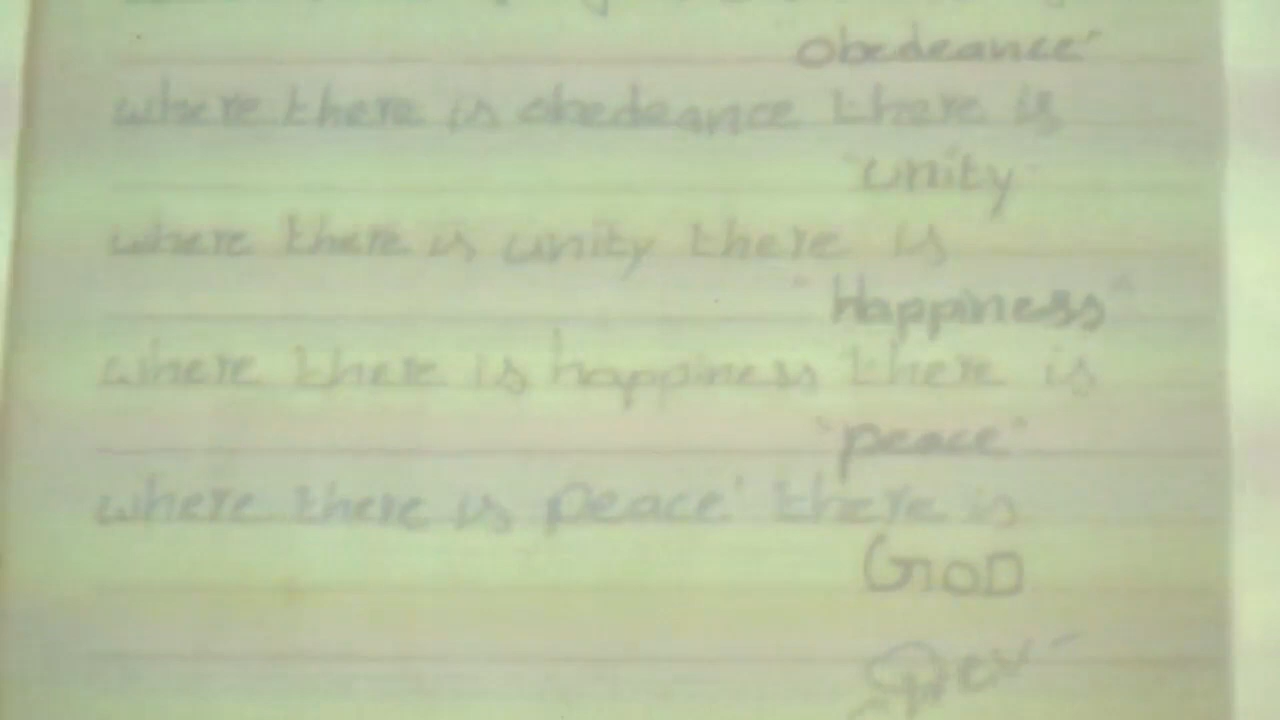 obedeance"
where there is obedeance there is
"unity"
where there is unity there is
"Happiness"
where there is happiness there is
"peace"
where there is peace' there is
GOD